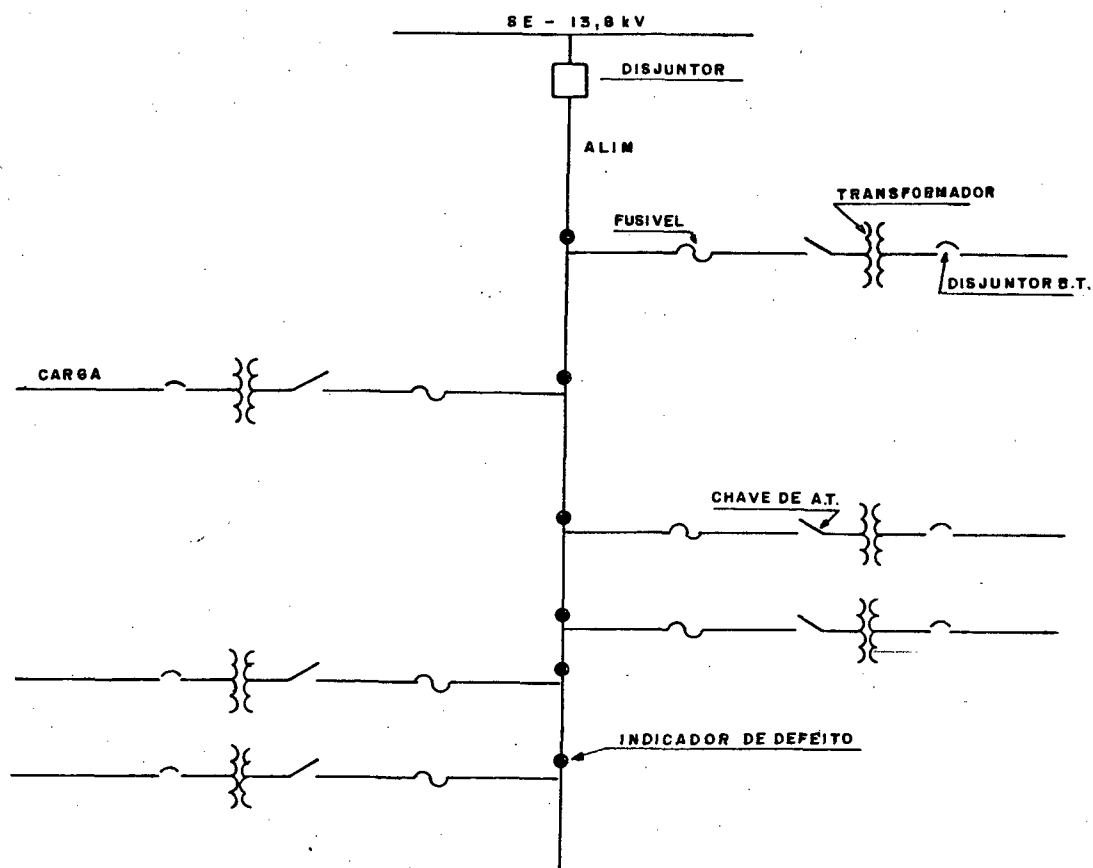 SE - 13,8 kV
DISJUNTOR
ALIM
TRANSFORMADOR
FUSIVEL
DISJUNTOR B.T.
CARGA
CHAVE DE A.T.
INDICADOR DE DEFEITO